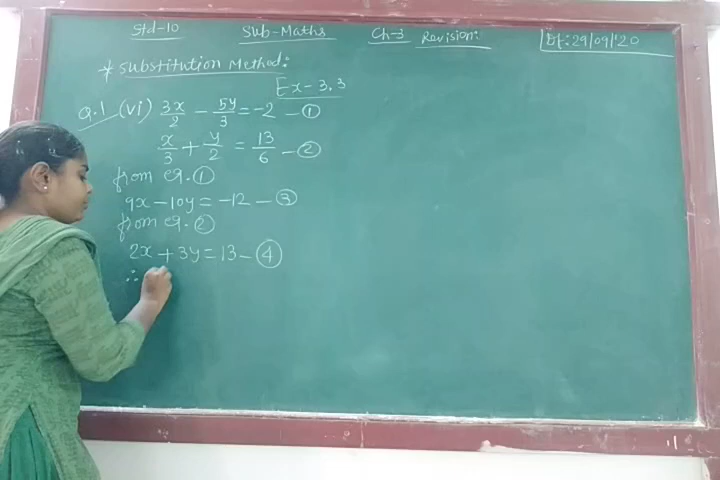 Std-10 Sub-Maths Ch-3 Revision: Dt:29/09/20
* Substitution Method:
Ex-3.3
Q.1 (vi) 3x/2 - 5y/3 = -2 - ①
x/3 + y/2 = 13/6 - ②
from eq. ①
9x - 10y = -12 - ③
from eq. ②
2x + 3y = 13 - ④
∴